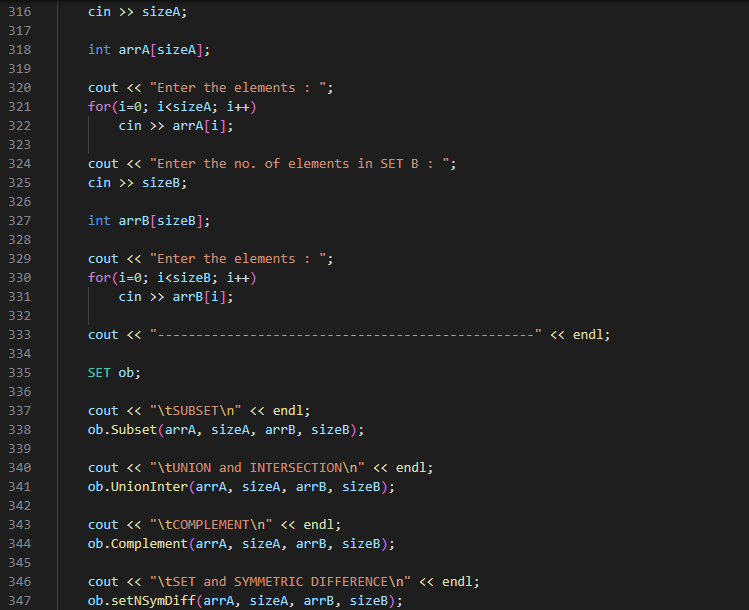 316 cin >> sizeA;
317
318 int arrA[sizeA];
319
320 cout << "Enter the elements : ";
321 for(i=0; i<sizeA; i++)
322 cin >> arrA[i];
323
324 cout << "Enter the no. of elements in SET B : ";
325 cin >> sizeB;
326
327 int arrB[sizeB];
328
329 cout << "Enter the elements : ";
330 for(i=0; i<sizeB; i++)
331 cin >> arrB[i];
332
333 cout << "-------------------------------------------------" << endl;
334
335 SET ob;
336
337 cout << "\tSUBSET\n" << endl;
338 ob.Subset(arrA, sizeA, arrB, sizeB);
339
340 cout << "\tUNION and INTERSECTION\n" << endl;
341 ob.UnionInter(arrA, sizeA, arrB, sizeB);
342
343 cout << "\tCOMPLEMENT\n" << endl;
344 ob.Complement(arrA, sizeA, arrB, sizeB);
345
346 cout << "\tSET and SYMMETRIC DIFFERENCE\n" << endl;
347 ob.setNSymDiff(arrA, sizeA, arrB, sizeB);